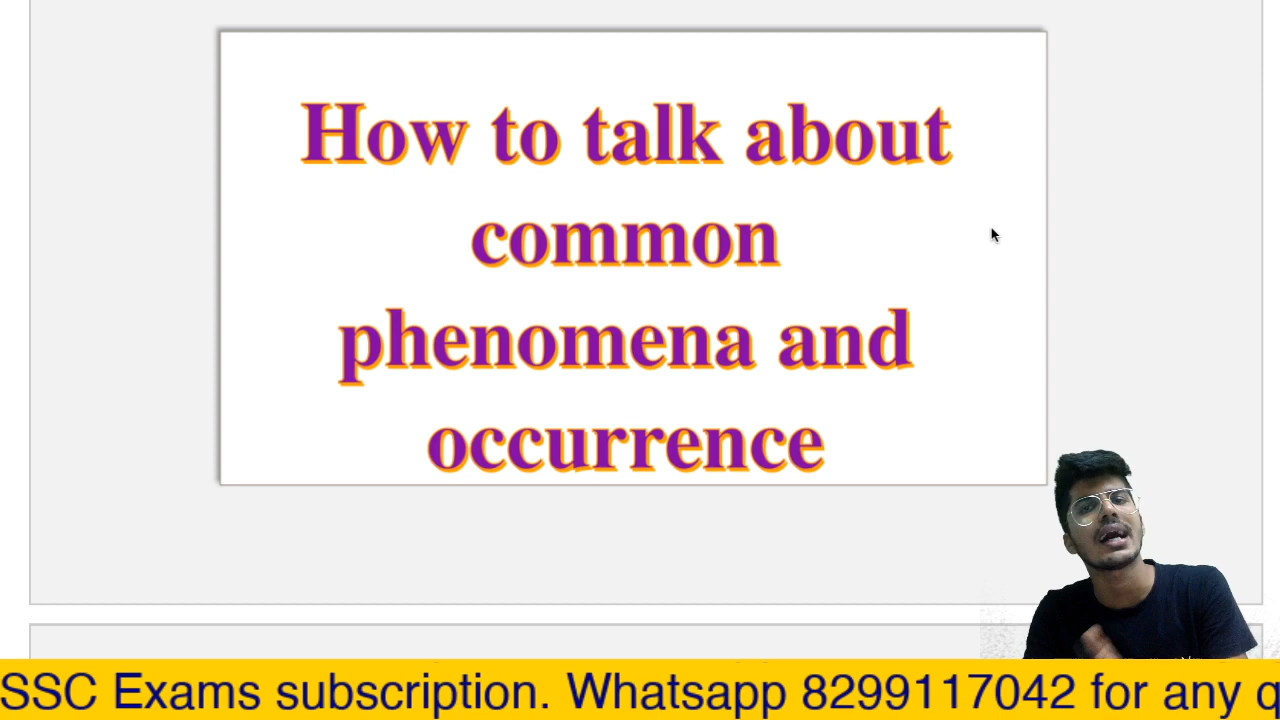 How to talk about
common
phenomena and
occurrence
SSC Exams subscription. Whatsapp 8299117042 for any q